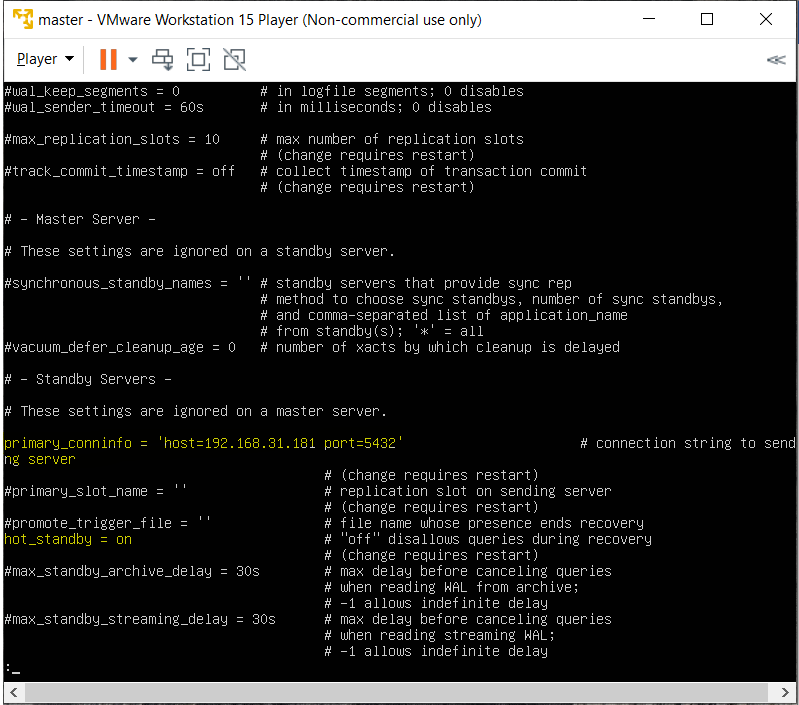 master - VMware Workstation 15 Player (Non-commercial use only)
Player
#wal_keep_segments = 0 # in logfile segments; 0 disables
#wal_sender_timeout = 60s # in milliseconds; 0 disables
#max_replication_slots = 10 # max number of replication slots
# (change requires restart)
#track_commit_timestamp = off # collect timestamp of transaction commit
# (change requires restart)
# - Master Server -
# These settings are ignored on a standby server.
#synchronous_standby_names = '' # standby servers that provide sync rep
# method to choose sync standbys, number of sync standbys,
# and comma-separated list of application_name
# from standby(s); '*' = all
#vacuum_defer_cleanup_age = 0 # number of xacts by which cleanup is delayed
# - Standby Servers -
# These settings are ignored on a master server.
primary_conninfo = 'host=192.168.31.181 port=5432' # connection string to send
ng server
# (change requires restart)
#primary_slot_name = '' # replication slot on sending server
# (change requires restart)
#promote_trigger_file = '' # file name whose presence ends recovery
hot_standby = on # "off" disallows queries during recovery
# (change requires restart)
#max_standby_archive_delay = 30s # max delay before canceling queries
# when reading WAL from archive;
# -1 allows indefinite delay
#max_standby_streaming_delay = 30s # max delay before canceling queries
# when reading streaming WAL;
# -1 allows indefinite delay
:_